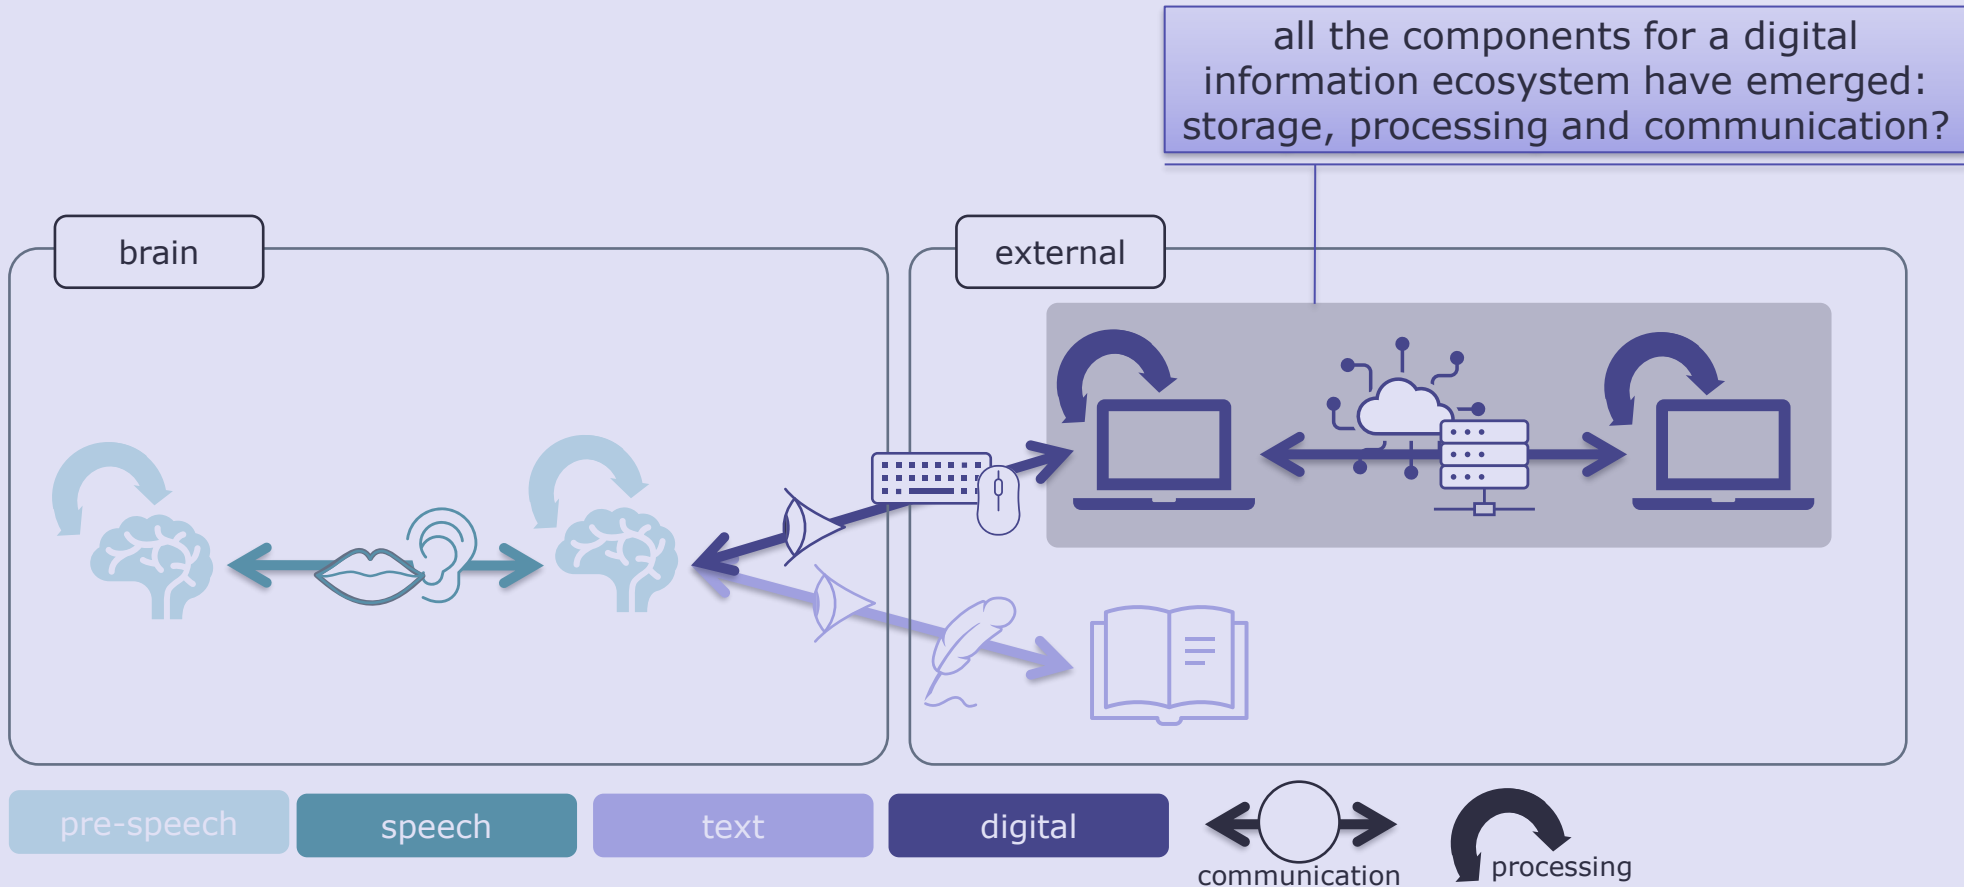 all the components for a digital
information ecosystem have emerged:
storage, processing and communication?
brain
external
pre-speech
speech
text
digital
communication
processing